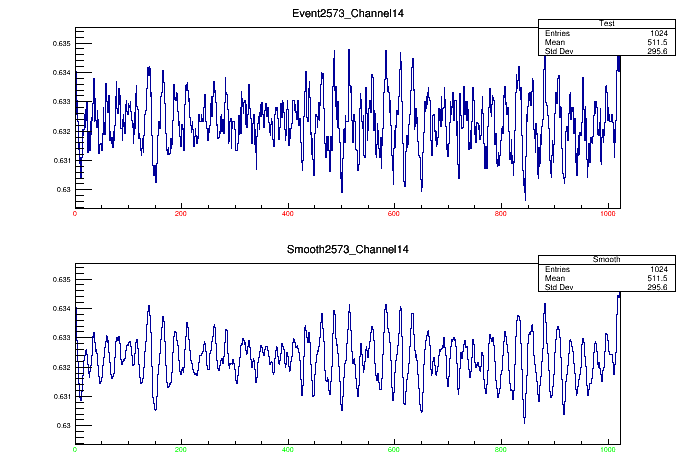 Event2573_Channel14
Test
Entries 1024
Mean 511.5
Std Dev 295.6
0.635
0.634
0.633
0.632
0.631
0.63
0 200 400 600 800 1000
Smooth2573_Channel14
Smooth
Entries 1024
Mean 511.5
Std Dev 295.6
0.635
0.634
0.633
0.632
0.631
0.63
0 200 400 600 800 1000